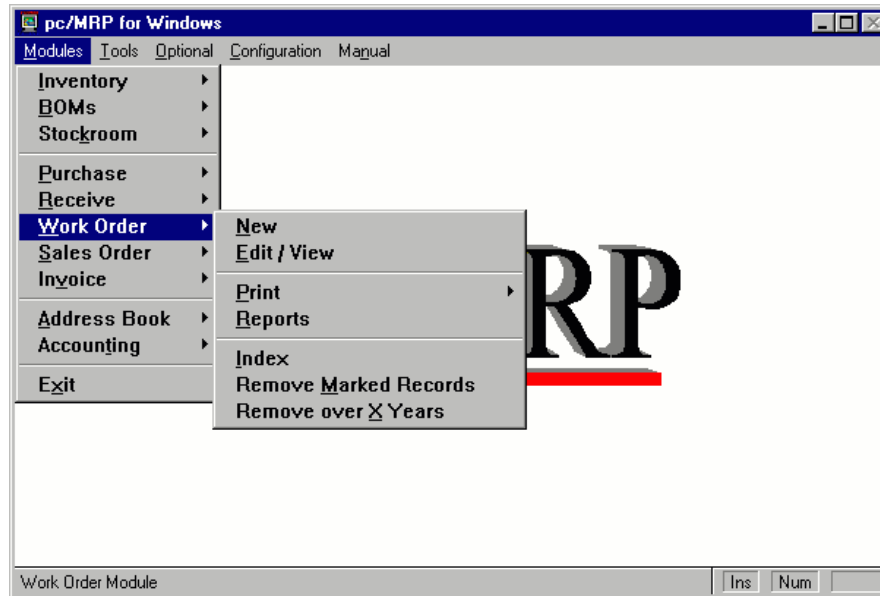 pc/MRP for Windows
Modules Tools Optional Configuration Manual
Inventory
BOMs
Stockroom
Purchase
Receive
Work Order
Sales Order
Invoice
Address Book
Accounting
Exit
New
Edit / View
Print
Reports
Index
Remove Marked Records
Remove over X Years
RP
Work Order Module Ins Num